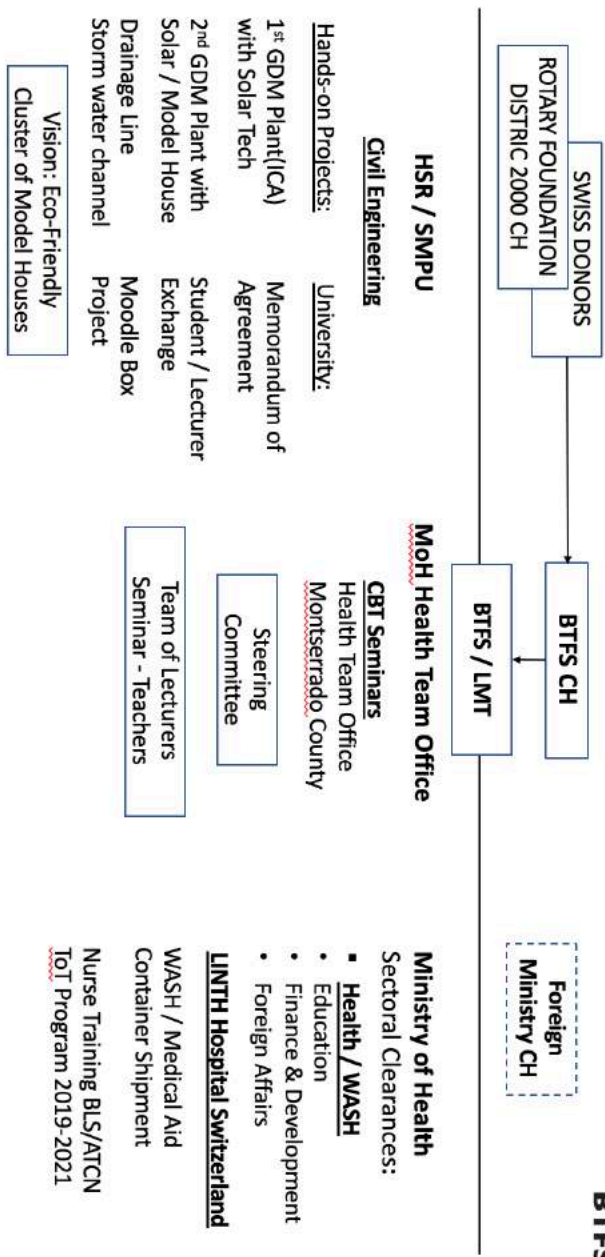 BTFS
SWISS DONORS
ROTARY FOUNDATION
DISTRIC 2000 CH
BTFS CH
Foreign
Ministry CH
BTFS / LMT
HSR / SMPU
Civil Engineering
Hands-on Projects:
1st GDM Plant(ICA)
with Solar Tech
2nd GDM Plant with
Solar / Model House
Drainage Line
Storm water channel
University:
Memorandum of
Agreement
Student / Lecturer
Exchange
Moodle Box
Project
Vision: Eco-Friendly
Cluster of Model Houses
MoH Health Team Office
CBT Seminars
Health Team Office
Montserrado County
Steering
Committee
Team of Lecturers
Seminar - Teachers
Ministry of Health
Sectoral Clearances:
▪ Health / WASH
• Education
• Finance & Development
• Foreign Affairs
LINTH Hospital Switzerland
WASH / Medical Aid
Container Shipment
Nurse Training BLS/ATCN
ToT Program 2019-2021